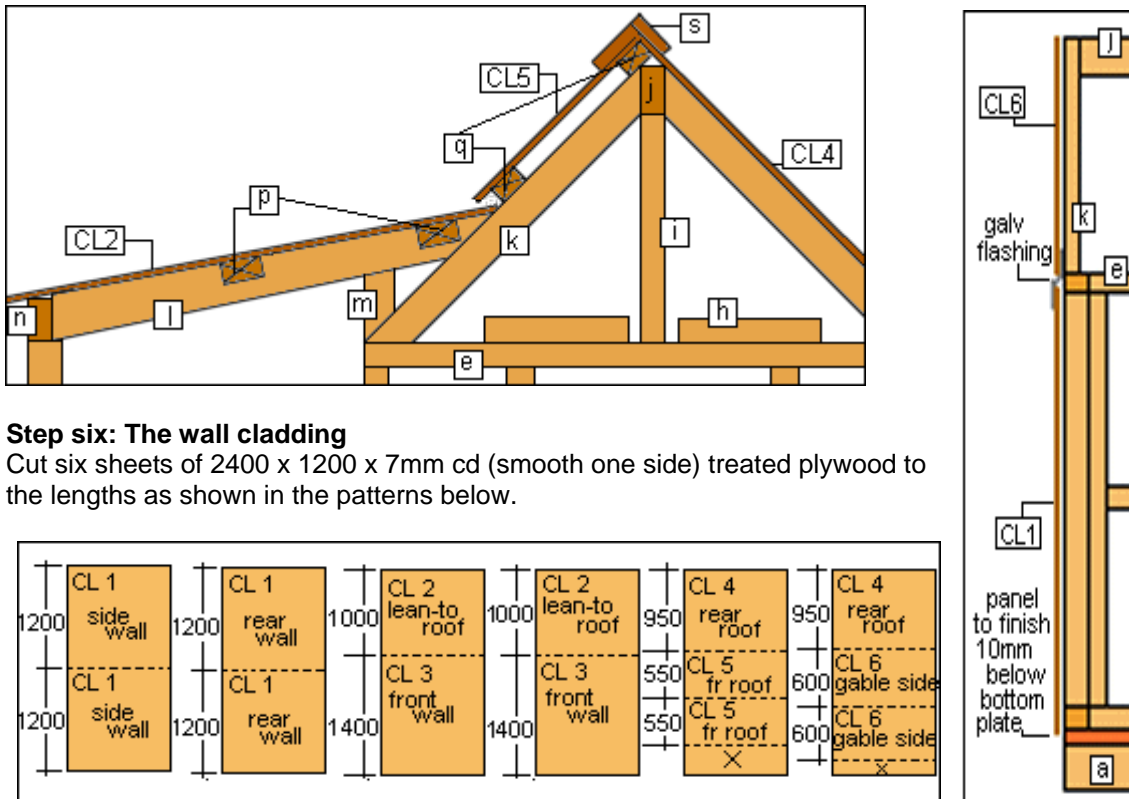 s
CL5
j
q
CL4
p
CL2
k
i
n
l
m
h
e
Step six: The wall cladding
Cut six sheets of 2400 x 1200 x 7mm cd (smooth one side) treated plywood to
the lengths as shown in the patterns below.
1200
CL 1
side
wall
1200
CL 1
side
wall
1200
CL 1
rear
wall
1200
CL 1
rear
wall
1000
CL 2
lean-to
roof
1400
CL 3
front
wall
1000
CL 2
lean-to
roof
1400
CL 3
front
wall
950
CL 4
rear
roof
550
CL 5
fr roof
550
CL 5
fr roof
X
950
CL 4
rear
roof
600
CL 6
gable side
600
CL 6
gable side
x
J
CL6
k
galv
flashing
e
CL1
panel
to finish
10mm
below
bottom
plate
a